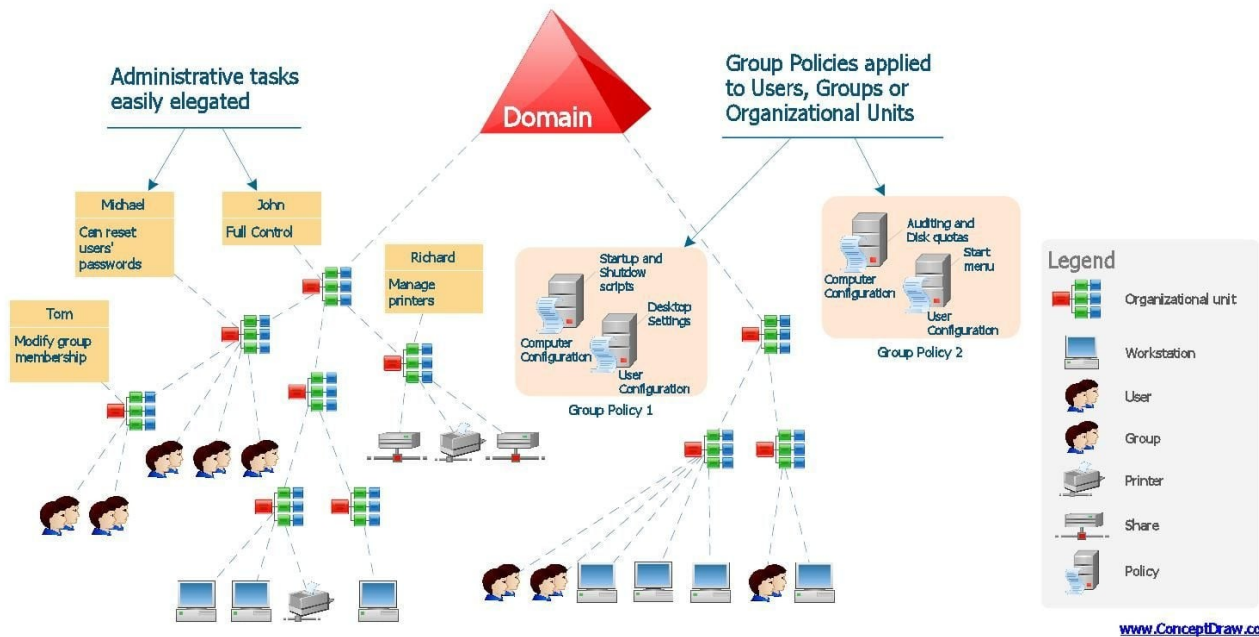 Administrative tasks
easily elegated
Domain
Group Policies applied
to Users, Groups or
Organizational Units
Michael
Can reset
users'
passwords
John
Full Control
Richard
Manage
printers
Tom
Modify group
membership
Startup and
Shutdow
scripts
Computer
Configuration
Desktop
Settings
User
Configuration
Group Policy 1
Auditing and
Disk quotas
Computer
Configuration
Start
menu
User
Configuration
Group Policy 2
Legend
Organizational unit
Workstation
User
Group
Printer
Share
Policy
www.ConceptDraw.co